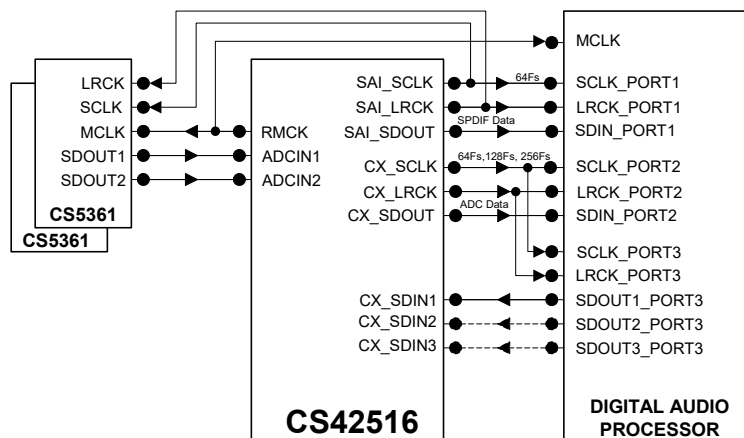 LRCK
SCLK
MCLK
SDOUT1
SDOUT2
CS5361
CS5361
RMCK
ADCIN1
ADCIN2
SAI_SCLK
SAI_LRCK
SAI_SDOUT
CX_SCLK
CX_LRCK
CX_SDOUT
CX_SDIN1
CX_SDIN2
CX_SDIN3
CS42516
64Fs
SPDIF Data
64Fs,128Fs, 256Fs
ADC Data
MCLK
SCLK_PORT1
LRCK_PORT1
SDIN_PORT1
SCLK_PORT2
LRCK_PORT2
SDIN_PORT2
SCLK_PORT3
LRCK_PORT3
SDOUT1_PORT3
SDOUT2_PORT3
SDOUT3_PORT3
DIGITAL AUDIO
PROCESSOR